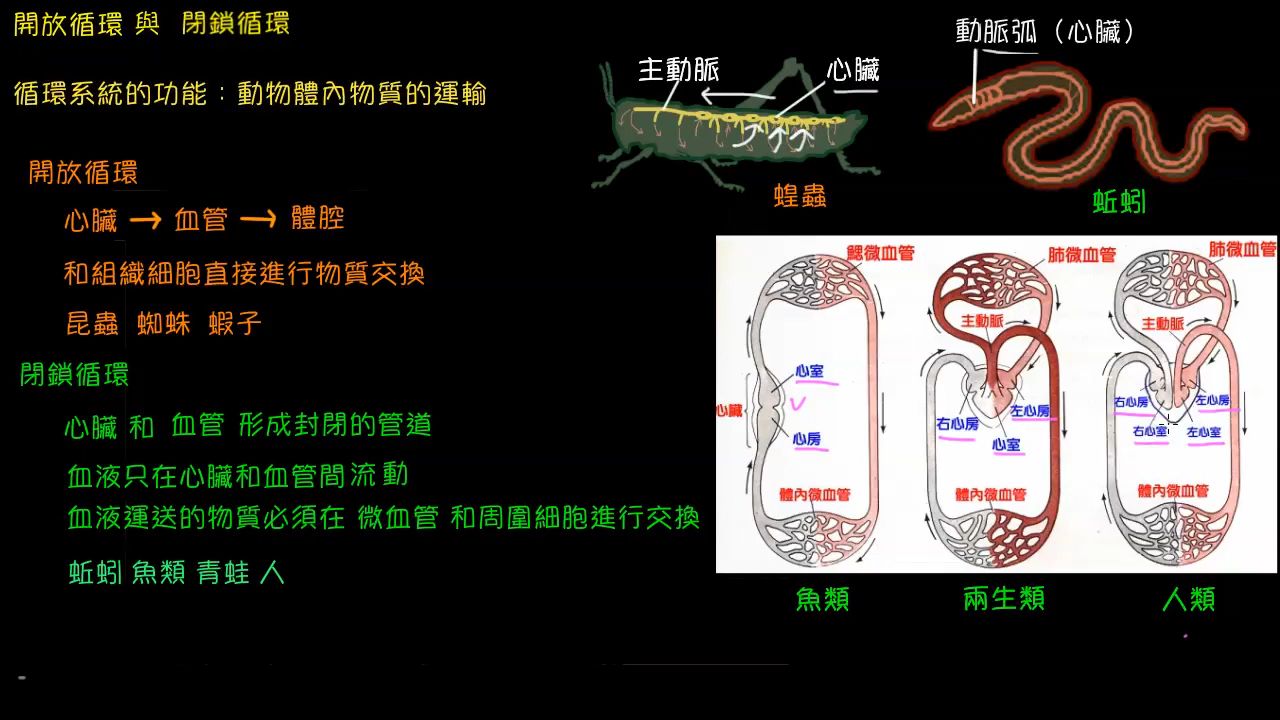 開放循環 與 閉鎖循環
循環系統的功能：動物體內物質的運輸
開放循環
心臟 → 血管 → 體腔
和組織細胞直接進行物質交換
昆蟲 蜘蛛 蝦子
閉鎖循環
心臟 和 血管 形成封閉的管道
血液只在心臟和血管間流動
血液運送的物質必須在 微血管 和周圍細胞進行交換
蚯蚓 魚類 青蛙 人
主動脈
心臟
蝗蟲
動脈弧（心臟）
蚯蚓
鰓微血管
心室
心臟
心房
體內微血管
魚類
肺微血管
主動脈
右心房
左心房
心室
體內微血管
兩生類
肺微血管
主動脈
右心房
左心房
右心室
左心室
體內微血管
人類